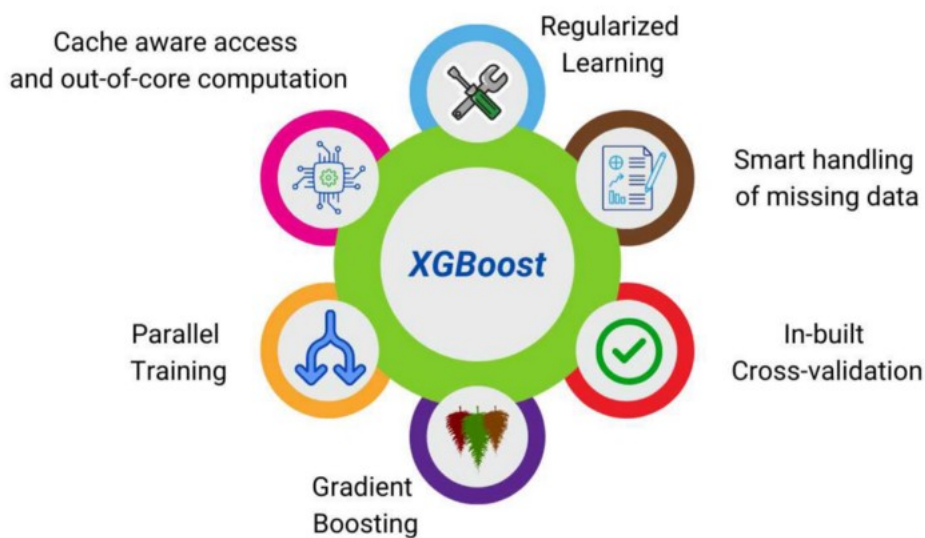 Cache aware access
and out-of-core computation
Regularized
Learning
Smart handling
of missing data
XGBoost
Parallel
Training
In-built
Cross-validation
Gradient
Boosting